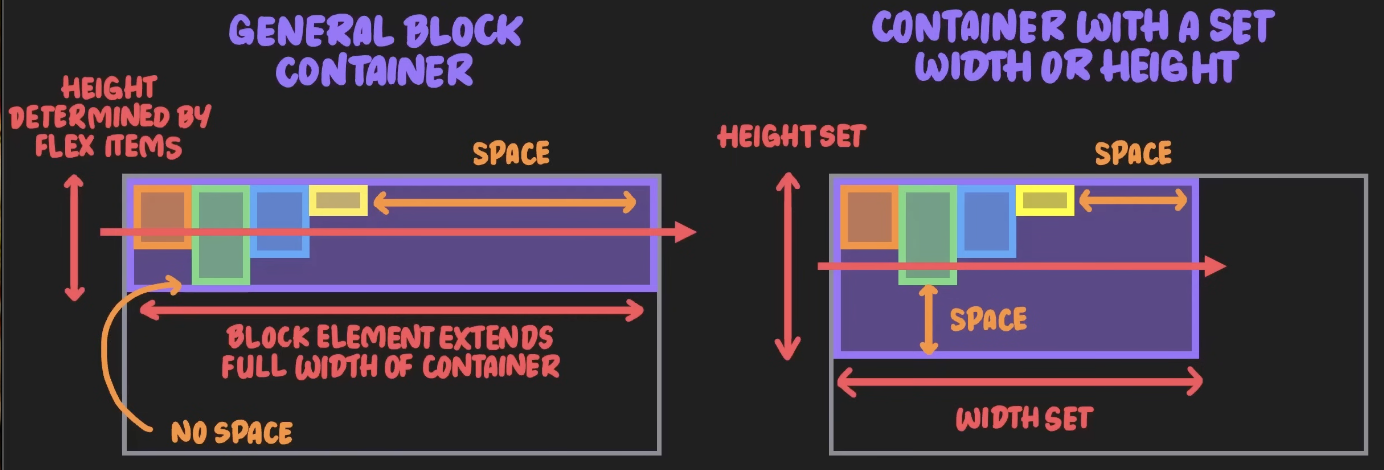 GENERAL BLOCK
CONTAINER
HEIGHT
DETERMINED BY
FLEX ITEMS
SPACE
BLOCK ELEMENT EXTENDS
FULL WIDTH OF CONTAINER
NO SPACE
CONTAINER WITH A SET
WIDTH OR HEIGHT
HEIGHT SET
SPACE
SPACE
WIDTH SET